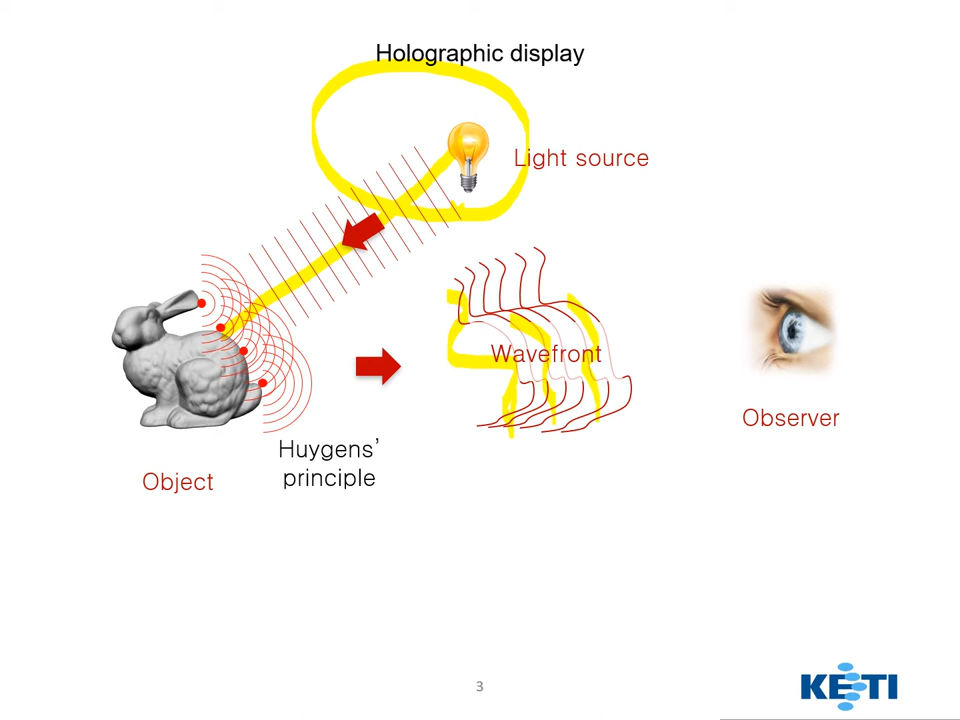 Holographic display
Light source
Wavefront
Observer
Huygens’
principle
Object
3
KETI